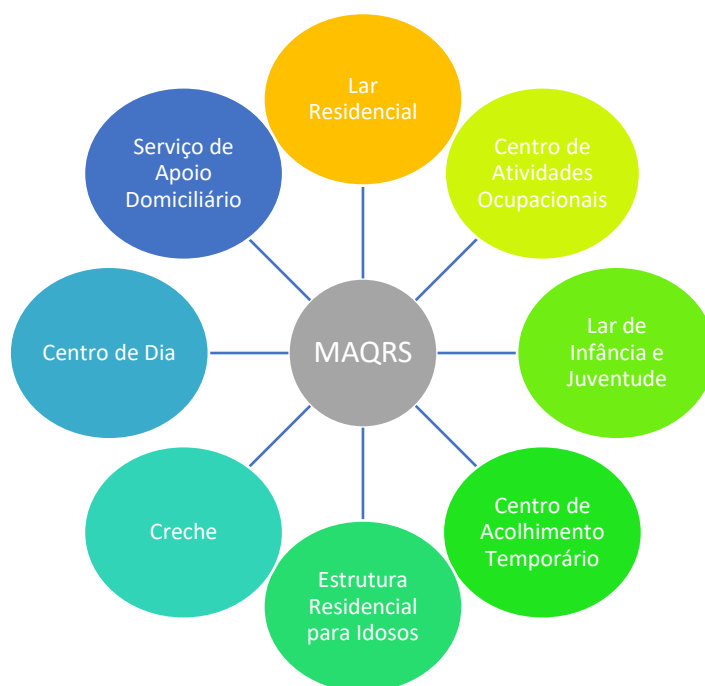 Lar
Residencial
Centro de
Atividades
Ocupacionais
Lar de
Infância e
Juventude
Centro de
Acolhimento
Temporário
Estrutura
Residencial
para Idosos
Creche
Centro de Dia
Serviço de
Apoio
Domiciliário
MAQRS